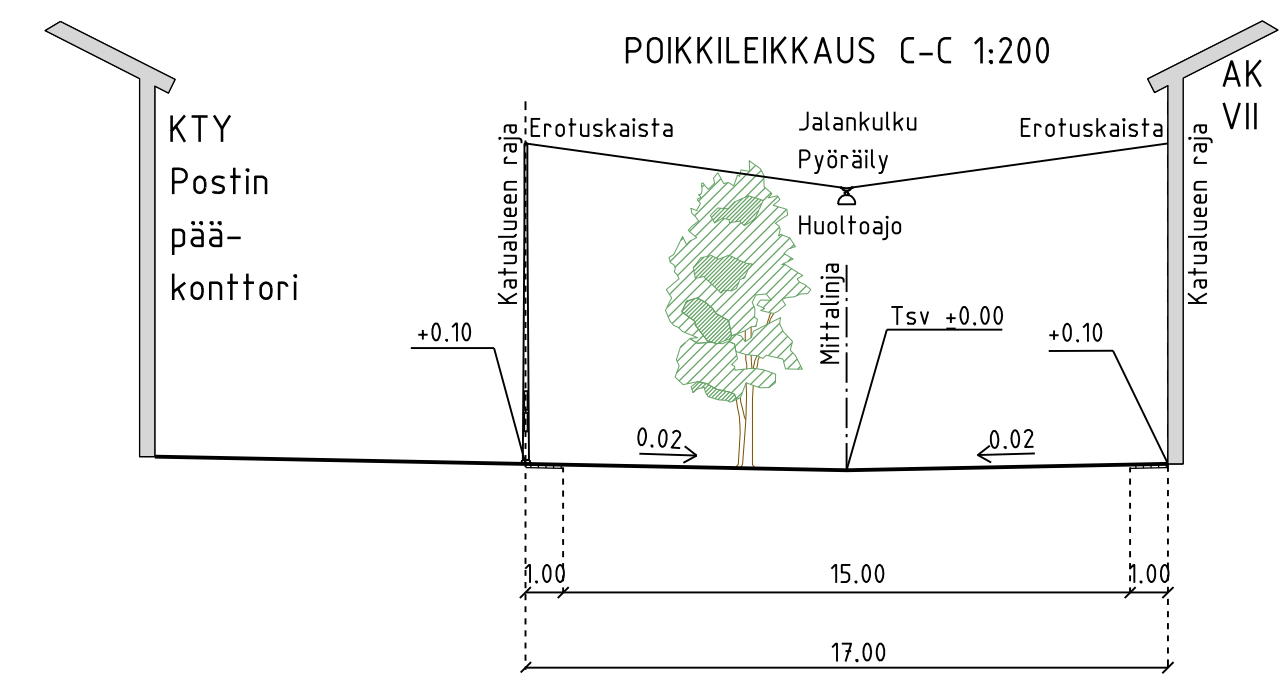 POIKKILEIKKAUS C-C 1:200
AK
VII
KTY
Postin
pää-
konttori
Katualueen raja
Erotuskaista
Jalankulku
Pyöräily
Huoltoajo
Erotuskaista
Katualueen raja
Mittalinja
+0.10
Tsv ±0.00
+0.10
0.02
0.02
1.00
15.00
1.00
17.00